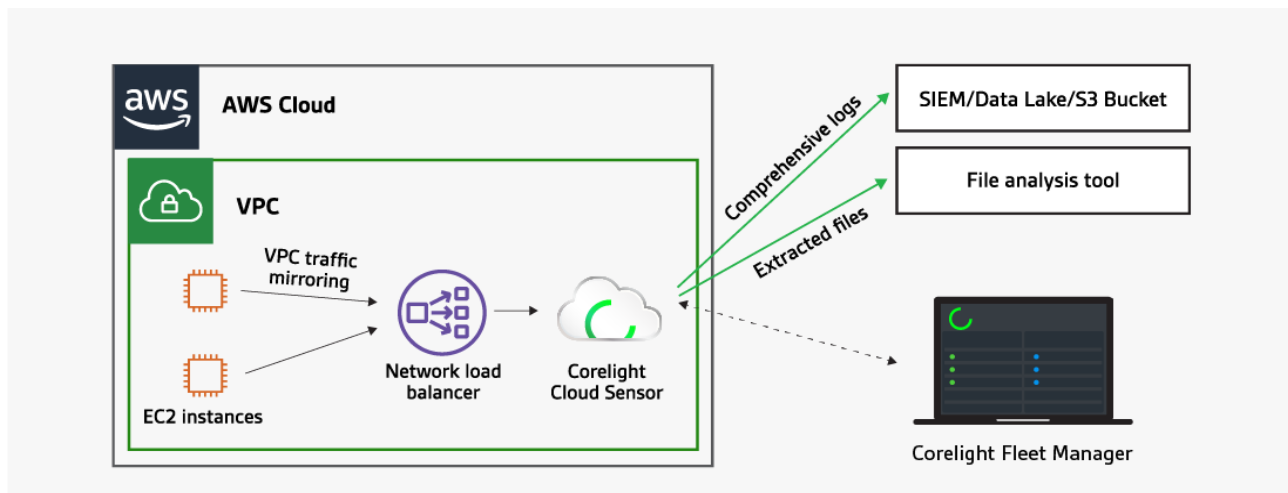 aws
AWS Cloud
VPC
VPC traffic
mirroring
EC2 instances
Network load
balancer
Corelight
Cloud Sensor
Comprehensive logs
Extracted files
SIEM/Data Lake/S3 Bucket
File analysis tool
Corelight Fleet Manager